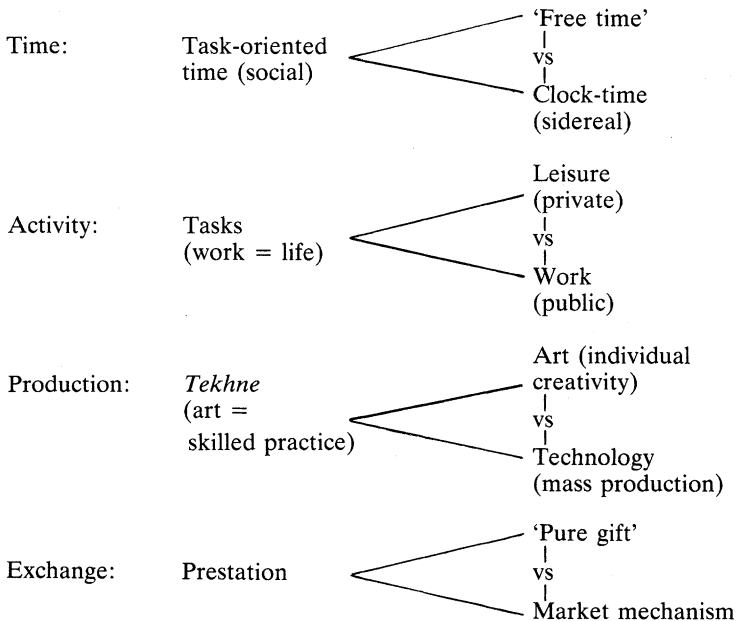 Time:
Task-oriented
time (social)
‘Free time’
vs
Clock-time
(sidereal)
Activity:
Tasks
(work = life)
Leisure
(private)
vs
Work
(public)
Production:
Tekhne
(art =
skilled practice)
Art (individual
creativity)
vs
Technology
(mass production)
Exchange:
Prestation
‘Pure gift’
vs
Market mechanism